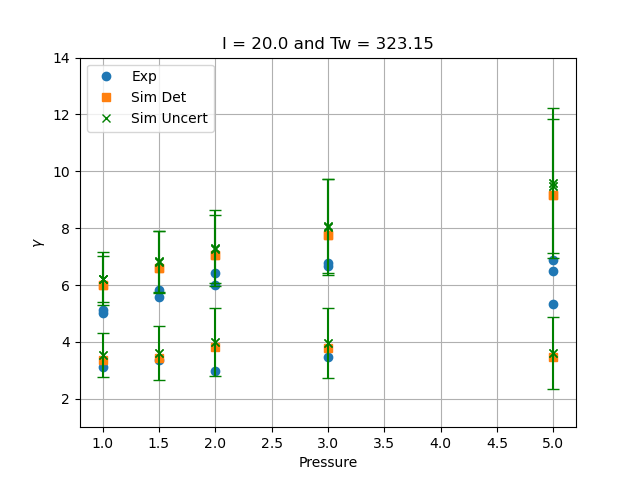 I = 20.0 and Tw = 323.15
Exp
Sim Det
Sim Uncert
14
12
10
8
6
4
2
γ
1.0 1.5 2.0 2.5 3.0 3.5 4.0 4.5 5.0
Pressure